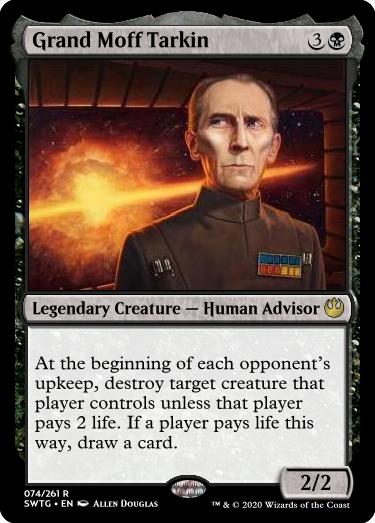 Grand Moff Tarkin 3
Legendary Creature — Human Advisor
At the beginning of each opponent's
upkeep, destroy target creature that
player controls unless that player
pays 2 life. If a player pays life this
way, draw a card.
2/2
074/261 R
SWTG • EN Allen Douglas
™ & © 2020 Wizards of the Coast